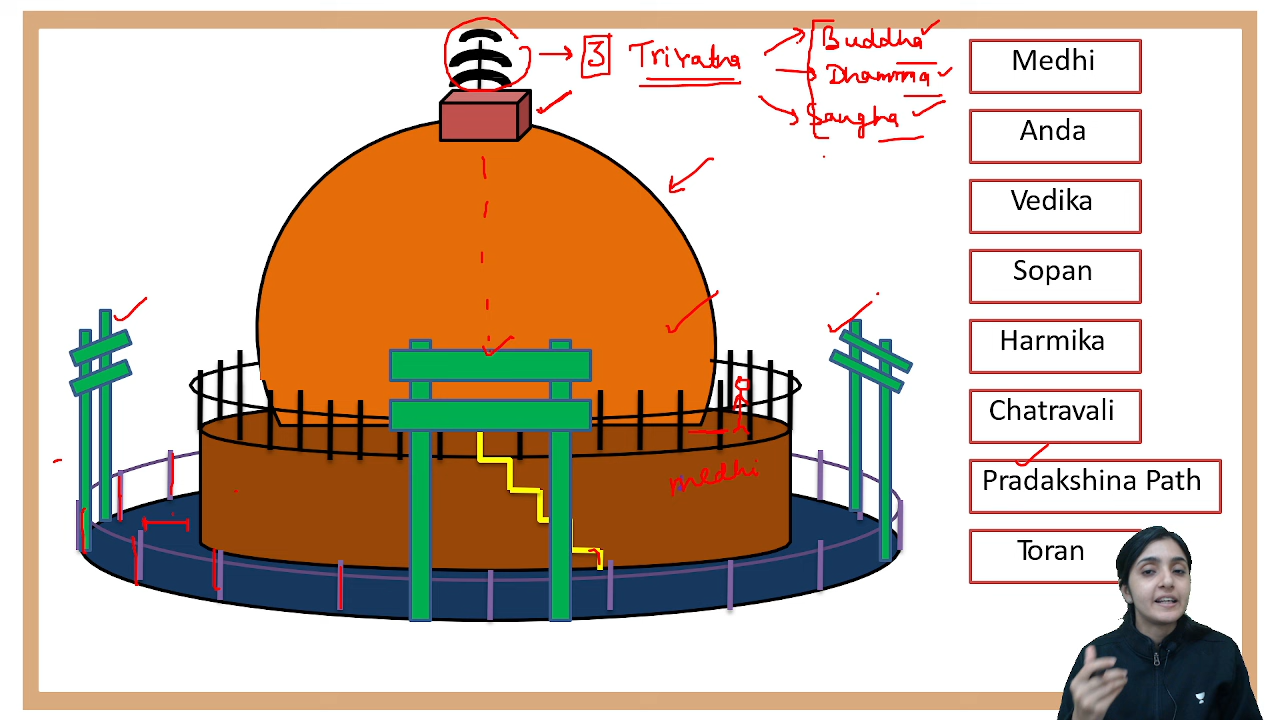 3 Triratna
Buddha
Dhamma
Sangha
medhi
Medhi
Anda
Vedika
Sopan
Harmika
Chatravali
Pradakshina Path
Toran